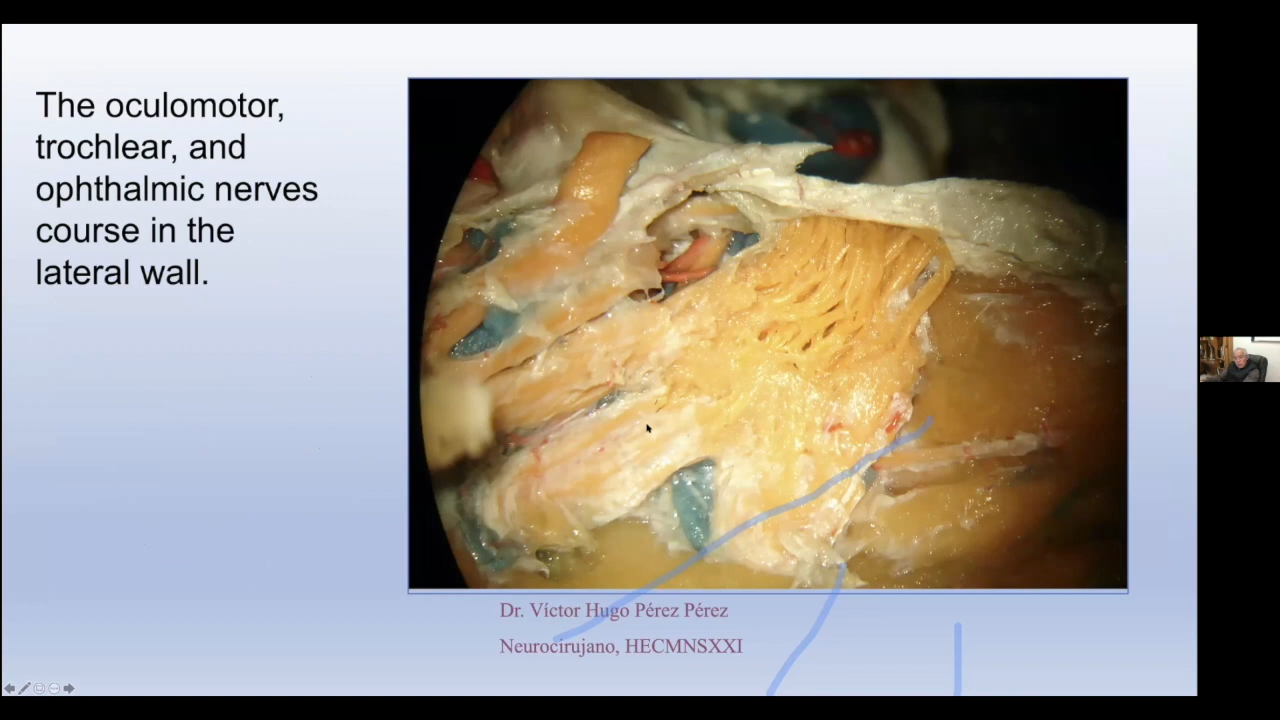 The oculomotor,
trochlear, and
ophthalmic nerves
course in the
lateral wall.
Dr. Víctor Hugo Pérez Pérez
Neurocirujano, HECMNSXXI